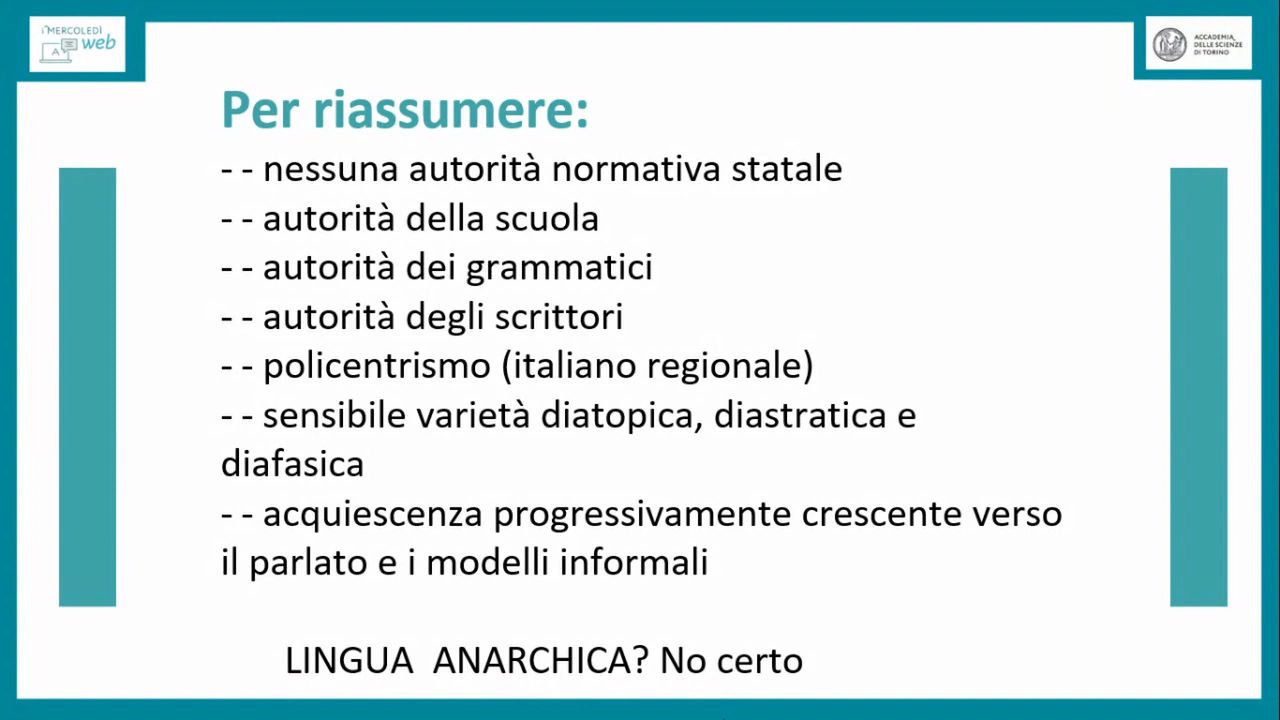 i MERCOLEDÌ
web
A
ACCADEMIA
DELLE SCIENZE
DI TORINO
Per riassumere:
- - nessuna autorità normativa statale
- - autorità della scuola
- - autorità dei grammatici
- - autorità degli scrittori
- - policentrismo (italiano regionale)
- - sensibile varietà diatopica, diastratica e
diafasica
- - acquiescenza progressivamente crescente verso
il parlato e i modelli informali
LINGUA  ANARCHICA? No certo